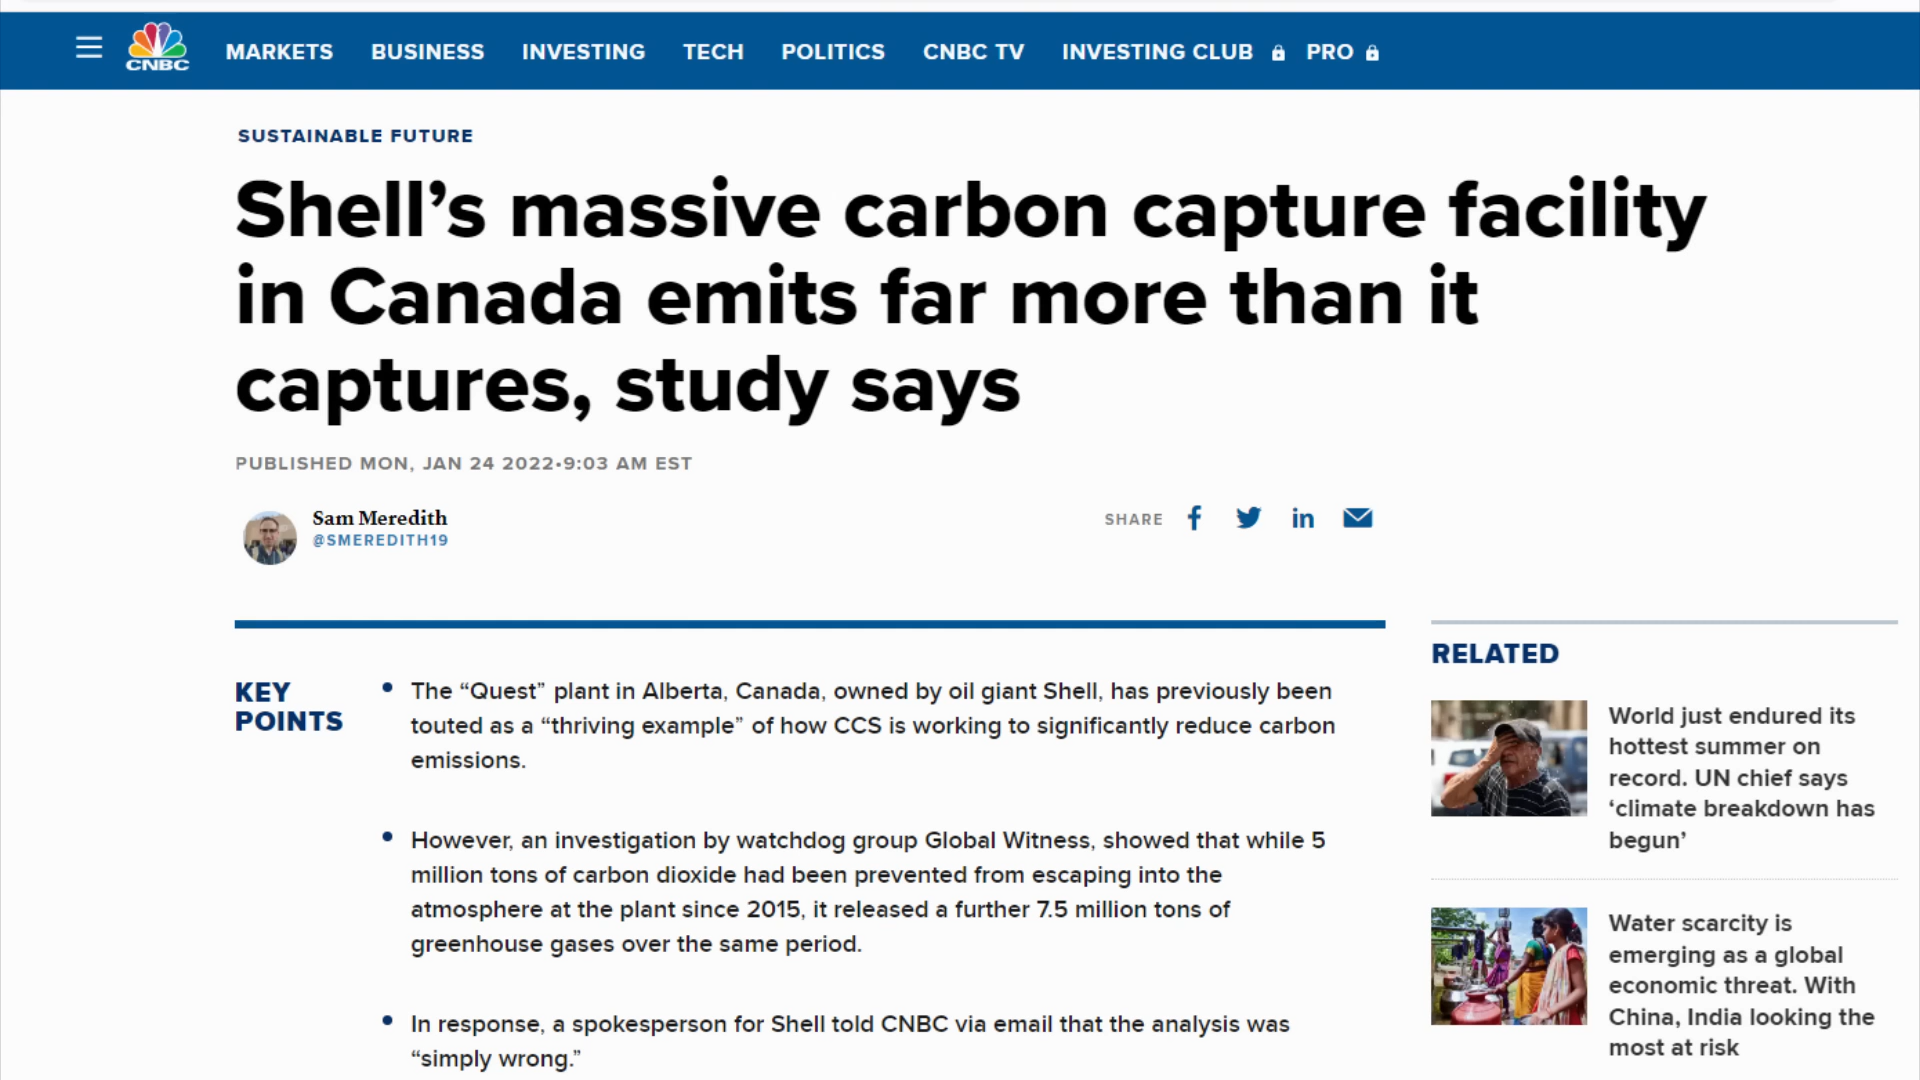 CNBC
MARKETS BUSINESS INVESTING TECH POLITICS CNBC TV INVESTING CLUB PRO
SUSTAINABLE FUTURE
Shell’s massive carbon capture facility
in Canada emits far more than it
captures, study says
PUBLISHED MON, JAN 24 2022•9:03 AM EST
Sam Meredith
@SMEREDITH19
SHARE
KEY
POINTS
• The “Quest” plant in Alberta, Canada, owned by oil giant Shell, has previously been
touted as a “thriving example” of how CCS is working to significantly reduce carbon
emissions.
• However, an investigation by watchdog group Global Witness, showed that while 5
million tons of carbon dioxide had been prevented from escaping into the
atmosphere at the plant since 2015, it released a further 7.5 million tons of
greenhouse gases over the same period.
• In response, a spokesperson for Shell told CNBC via email that the analysis was
“simply wrong.”
RELATED
World just endured its
hottest summer on
record. UN chief says
‘climate breakdown has
begun’
Water scarcity is
emerging as a global
economic threat. With
China, India looking the
most at risk